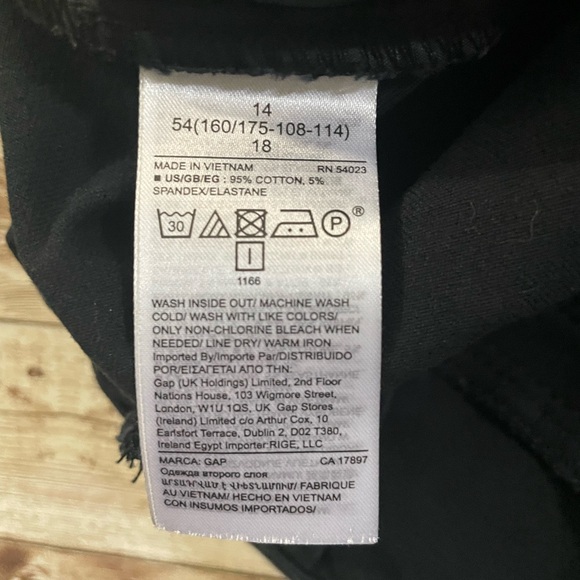 14
54(160/175-108-114)
18
MADE IN VIETNAM RN 54023
■ US/GB/EG : 95% COTTON, 5%
SPANDEX/ELASTANE
30 P ®
I
1166
WASH INSIDE OUT/ MACHINE WASH
COLD/ WASH WITH LIKE COLORS/
ONLY NON-CHLORINE BLEACH WHEN
NEEDED/ LINE DRY/ WARM IRON
Imported By/Importe Par/DISTRIBUIDO
POR/ΕΙΣΑΓΕΤΑΙ ΑΠΟ ΤΗΝ:
Gap (UK Holdings) Limited, 2nd Floor
Nations House, 103 Wigmore Street,
London, W1U 1QS, UK Gap Stores
(Ireland) Limited c/o Arthur Cox, 10
Earlsfort Terrace, Dublin 2, D02 T380,
Ireland Egypt Importer:RIGE, LLC
MARCA: GAP CA 17897
Одежда второго слоя
ԱՐՏԱԴՐՎԱԾ Է ՎԻԵՏՆԱՄՈՒՄ/ FABRIQUE
AU VIETNAM/ HECHO EN VIETNAM
CON INSUMOS IMPORTADOS/